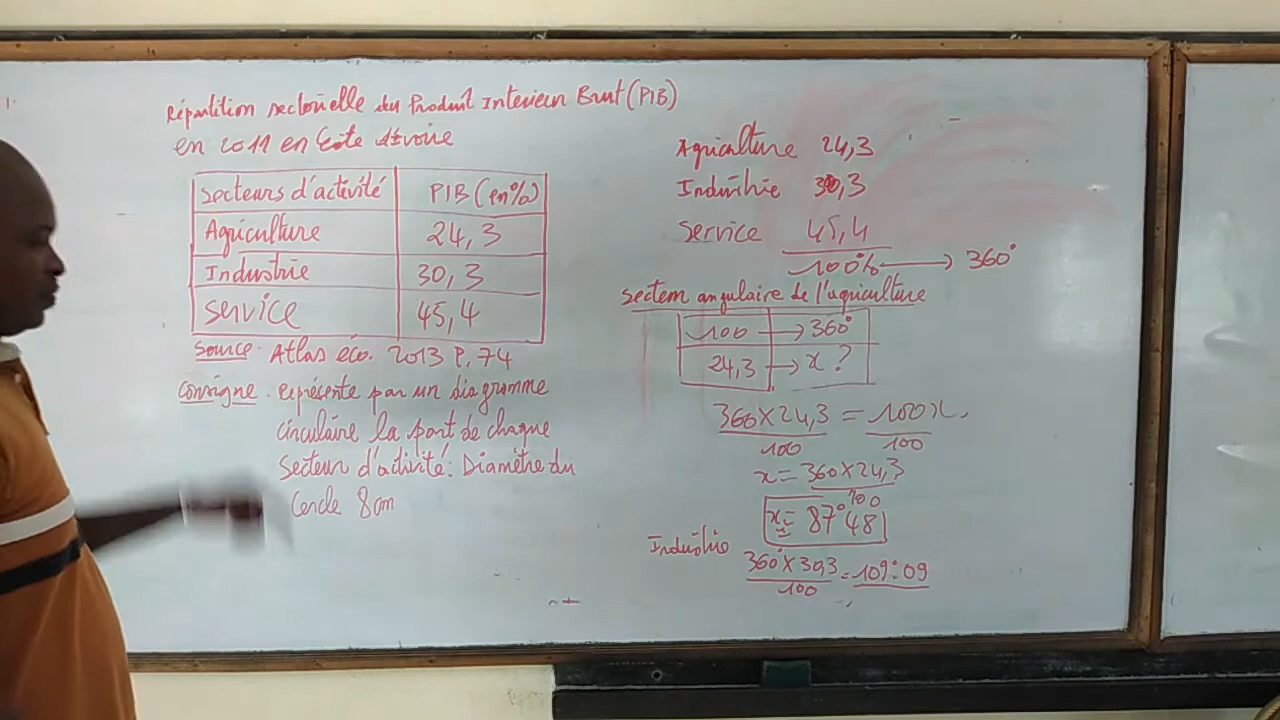 Répartition sectorielle du Produit Interieur Brut (PIB)
en 2011 en Côte d'Ivoire
Secteurs d'activité PIB (en%)
Agriculture 24,3
Industrie 30,3
Service 45,4
Source. Atlas éco. 2013 P.74
Consigne. représente par un diagramme
circulaire la part de chaque
Secteur d'activité: Diamètre du
Cercle 8cm
Agriculture 24,3
Industrie 30,3
Service 45,4
100% → 360°
Secteur angulaire de l'agriculture
100 → 360°
24,3 → x ?
360×24,3 / 100 = 100x / 100
x = 360×24,3 / 100
x = 87°48
Industrie 360°×30,3 / 100 = 109°09